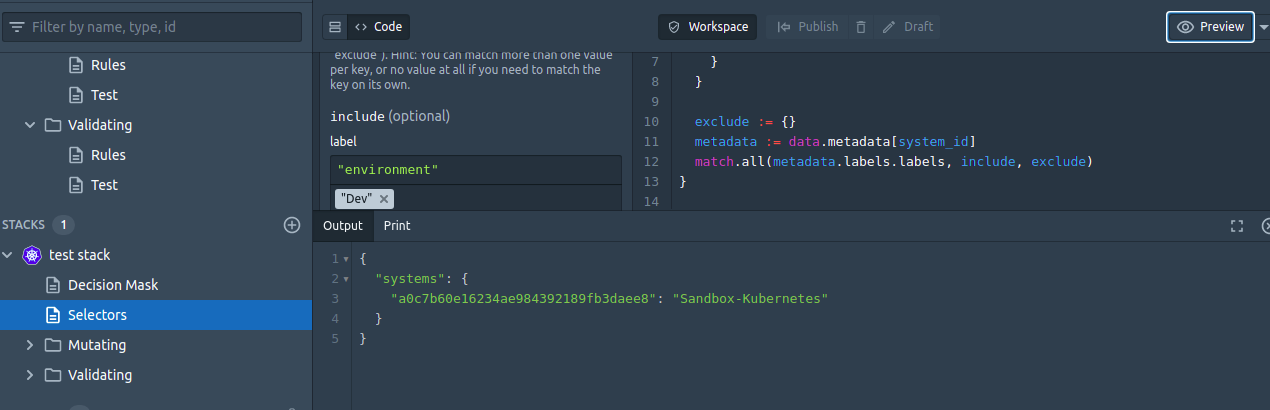 Filter by name, type, id
Rules
Test
Validating
Rules
Test
STACKS 1
test stack
Decision Mask
Selectors
Mutating
Validating
<> Code
Workspace
Publish
Draft
Preview
"exclude"). Hint: You can match more than one value
per key, or no value at all if you need to match the
key on its own.
include (optional)
label
"environment"
"Dev" ×
7 }
8 }
9
10 exclude := {}
11 metadata := data.metadata[system_id]
12 match.all(metadata.labels.labels, include, exclude)
13 }
14
Output Print
1 {
2 "systems": {
3 "a0c7b60e16234ae984392189fb3daee8": "Sandbox-Kubernetes"
4 }
5 }